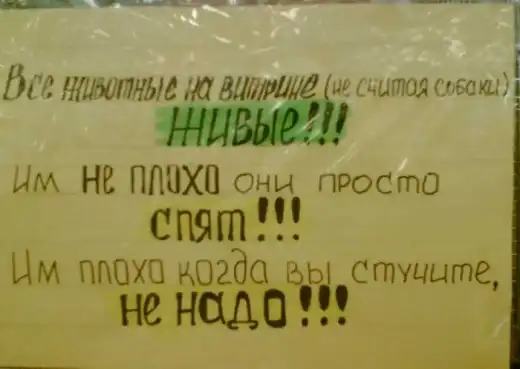 Все животные на витрине (не считая собаки)
живые!!!
Им не плохо они просто
спят!!!
Им плохо когда вы стучите,
не надо!!!